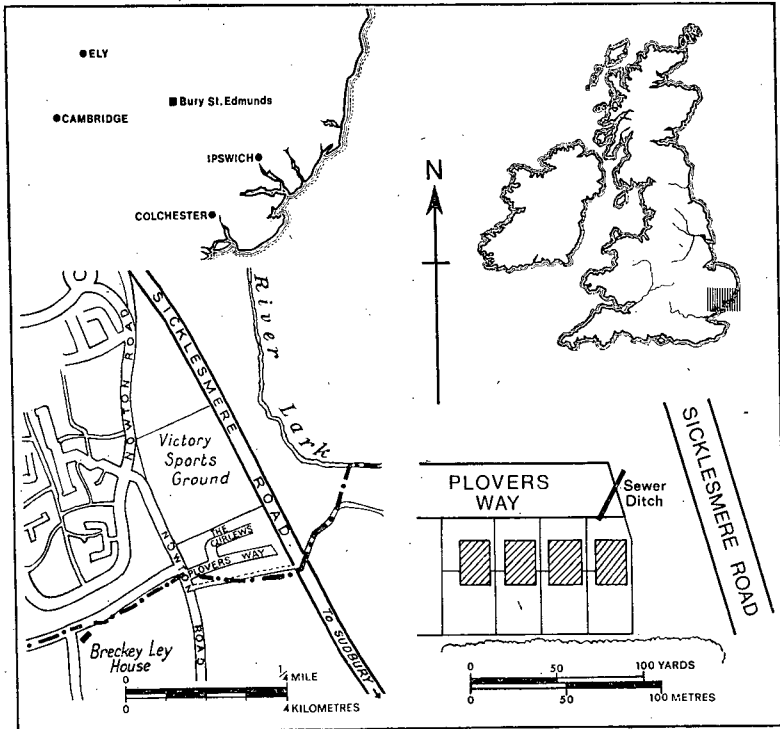 ELY
Bury St. Edmunds
CAMBRIDGE
IPSWICH
COLCHESTER
N
River
Lark
SICKLESMERE
ROAD
NOWTON ROAD
Victory
Sports
Ground
THE
CURLEWS
PLOVERS WAY
NOWTON
ROAD
Breckey Ley
House
TO SUDBURY
0 1/4 MILE
0 4 KILOMETRES
PLOVERS
WAY
Sewer
Ditch
SICKLESMERE ROAD
0 50 100 YARDS
0 50 100 METRES